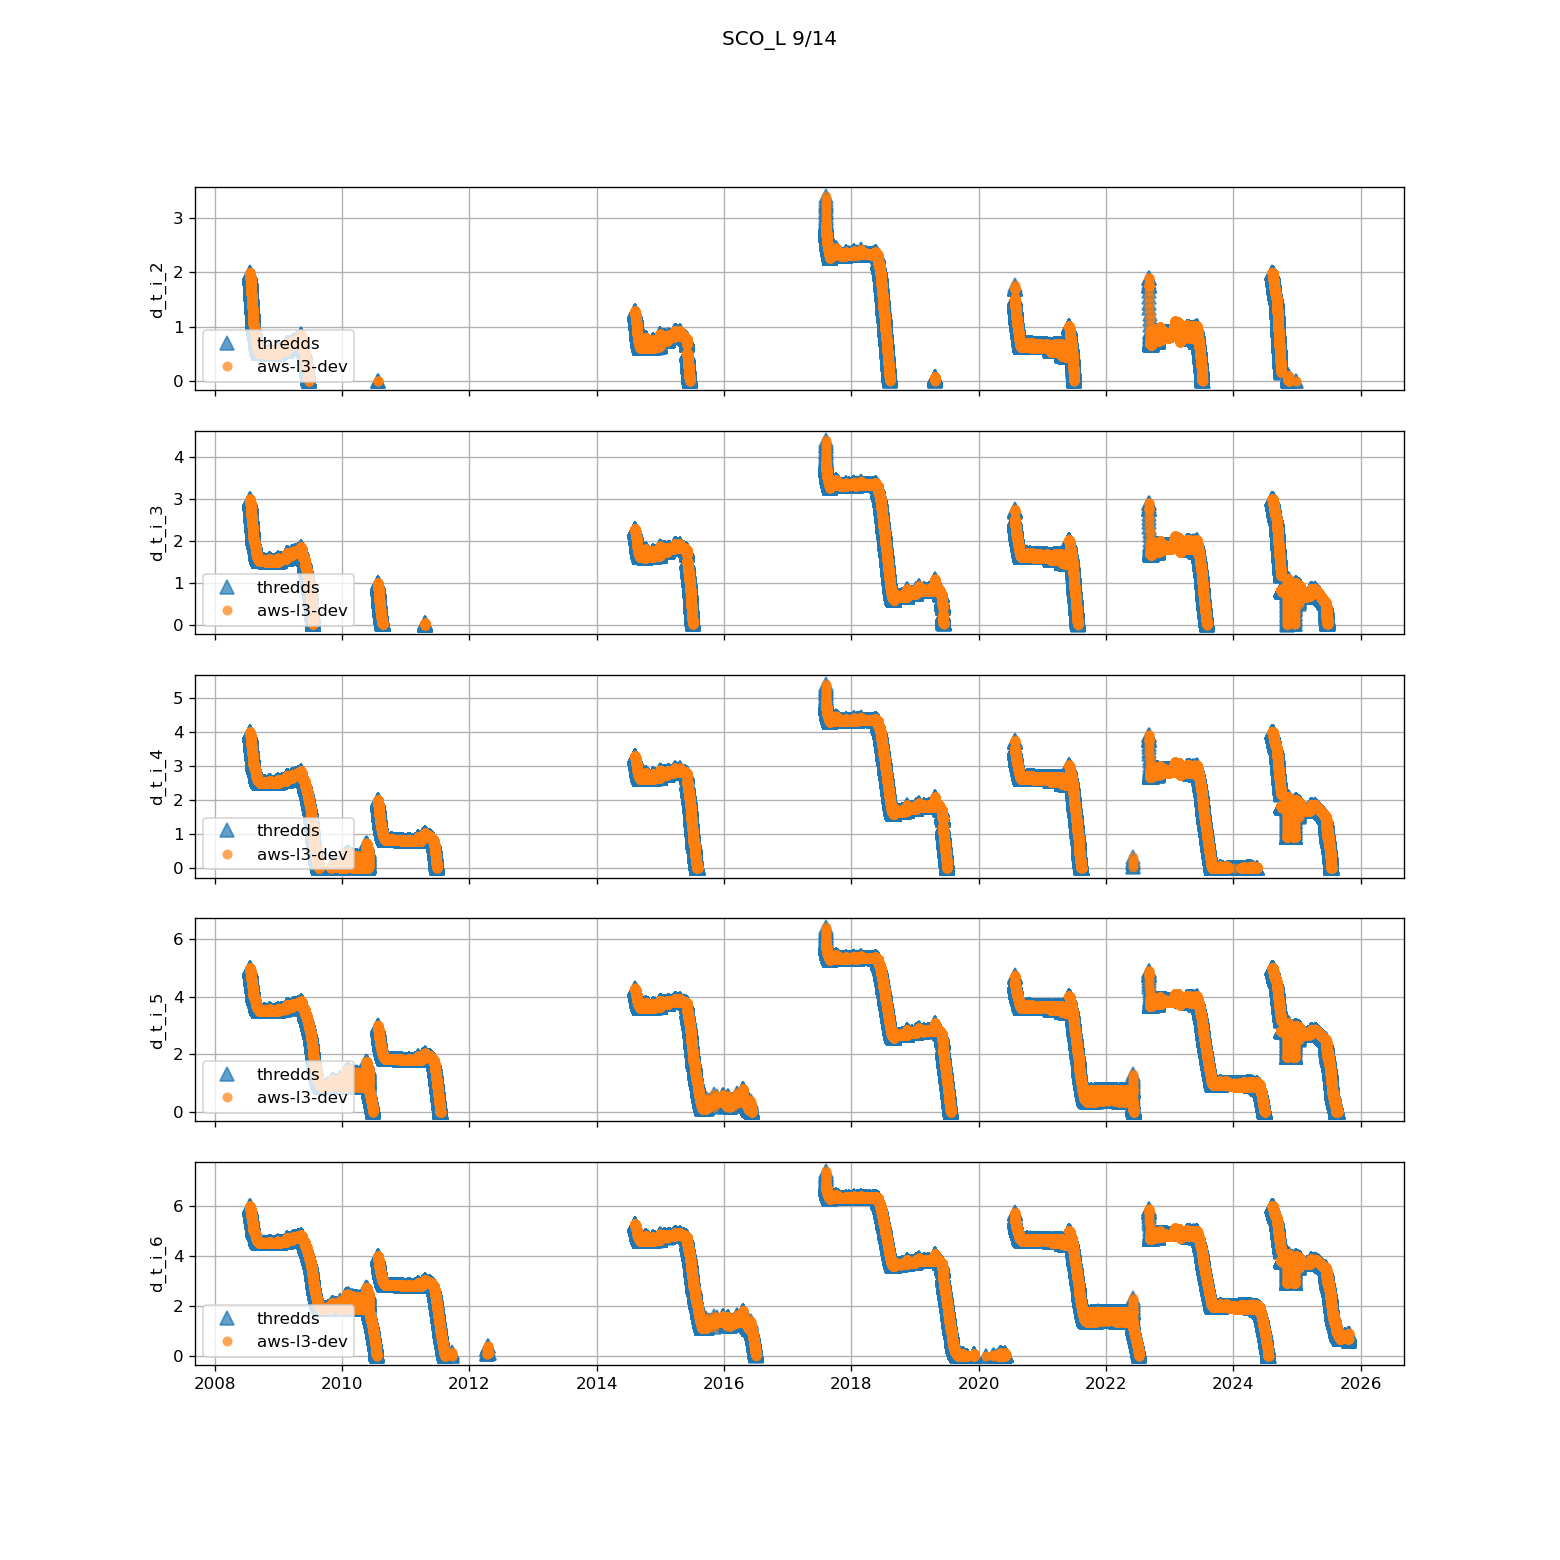 SCO_L 9/14
3
2
1
0
d_t_i_2
thredds
aws-l3-dev
4
3
2
1
0
d_t_i_3
thredds
aws-l3-dev
5
4
3
2
1
0
d_t_i_4
thredds
aws-l3-dev
6
4
2
0
d_t_i_5
thredds
aws-l3-dev
6
4
2
0
d_t_i_6
thredds
aws-l3-dev
2008 2010 2012 2014 2016 2018 2020 2022 2024 2026